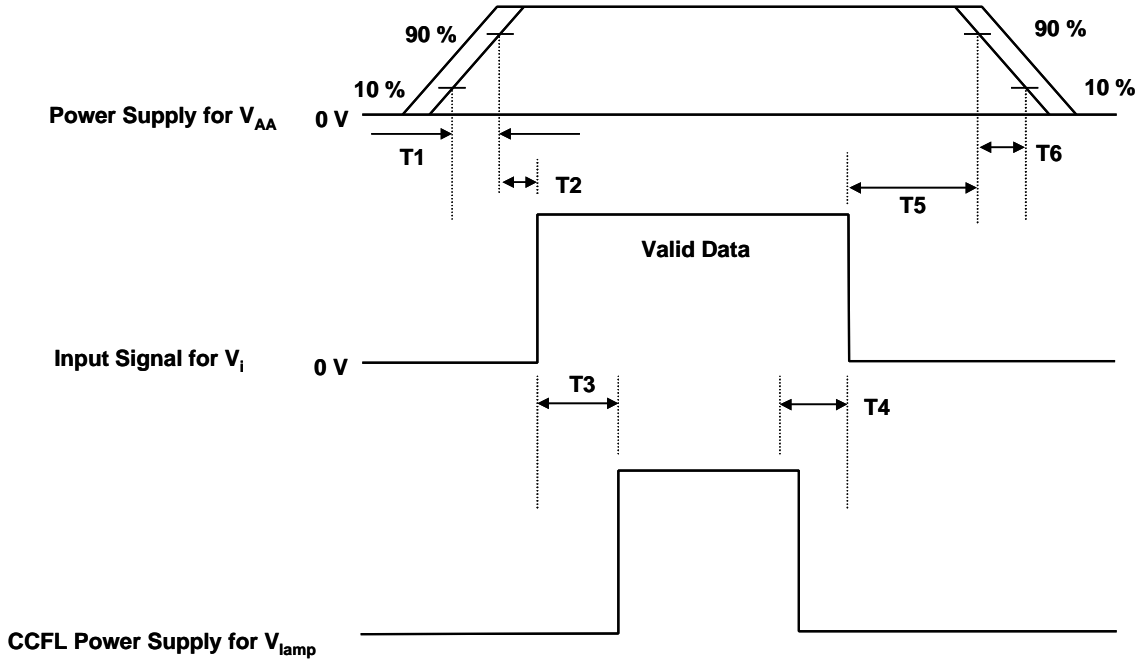 90 %
90 %
10 %
10 %
Power Supply for VAA
0 V
T1
T2
T5
T6
Valid Data
Input Signal for Vi
0 V
T3
T4
CCFL Power Supply for Vlamp